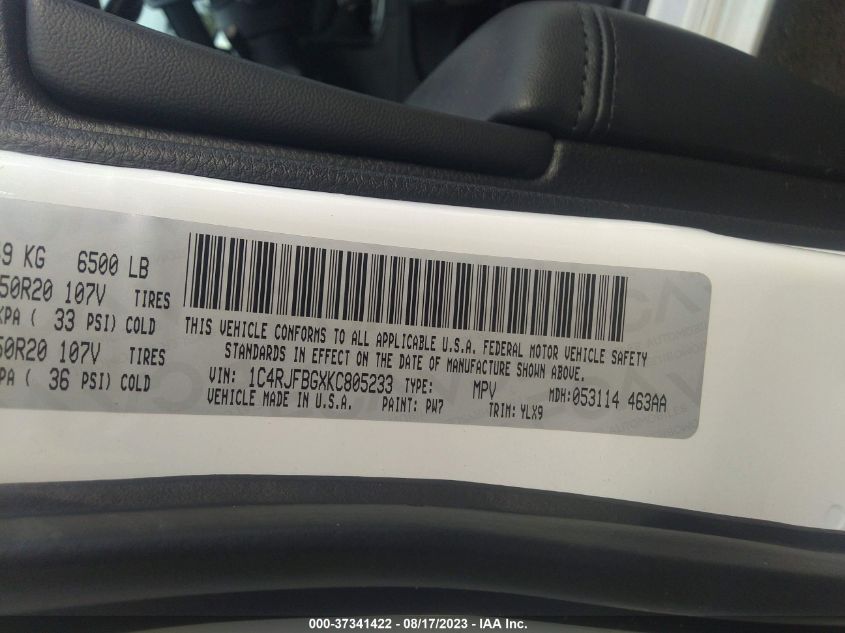 49 KG 6500 LB
50R20 107V TIRES
KPA ( 33 PSI) COLD
50R20 107V TIRES
KPA ( 36 PSI) COLD
THIS VEHICLE CONFORMS TO ALL APPLICABLE U.S.A. FEDERAL MOTOR VEHICLE SAFETY
STANDARDS IN EFFECT ON THE DATE OF MANUFACTURE SHOWN ABOVE.
VIN: 1C4RJFBGXKC805233 TYPE: MPV MDH:053114 463AA
VEHICLE MADE IN U.S.A. PAINT: PW7 TRIM: YLX9
000-37341422 - 08/17/2023 - IAA Inc.